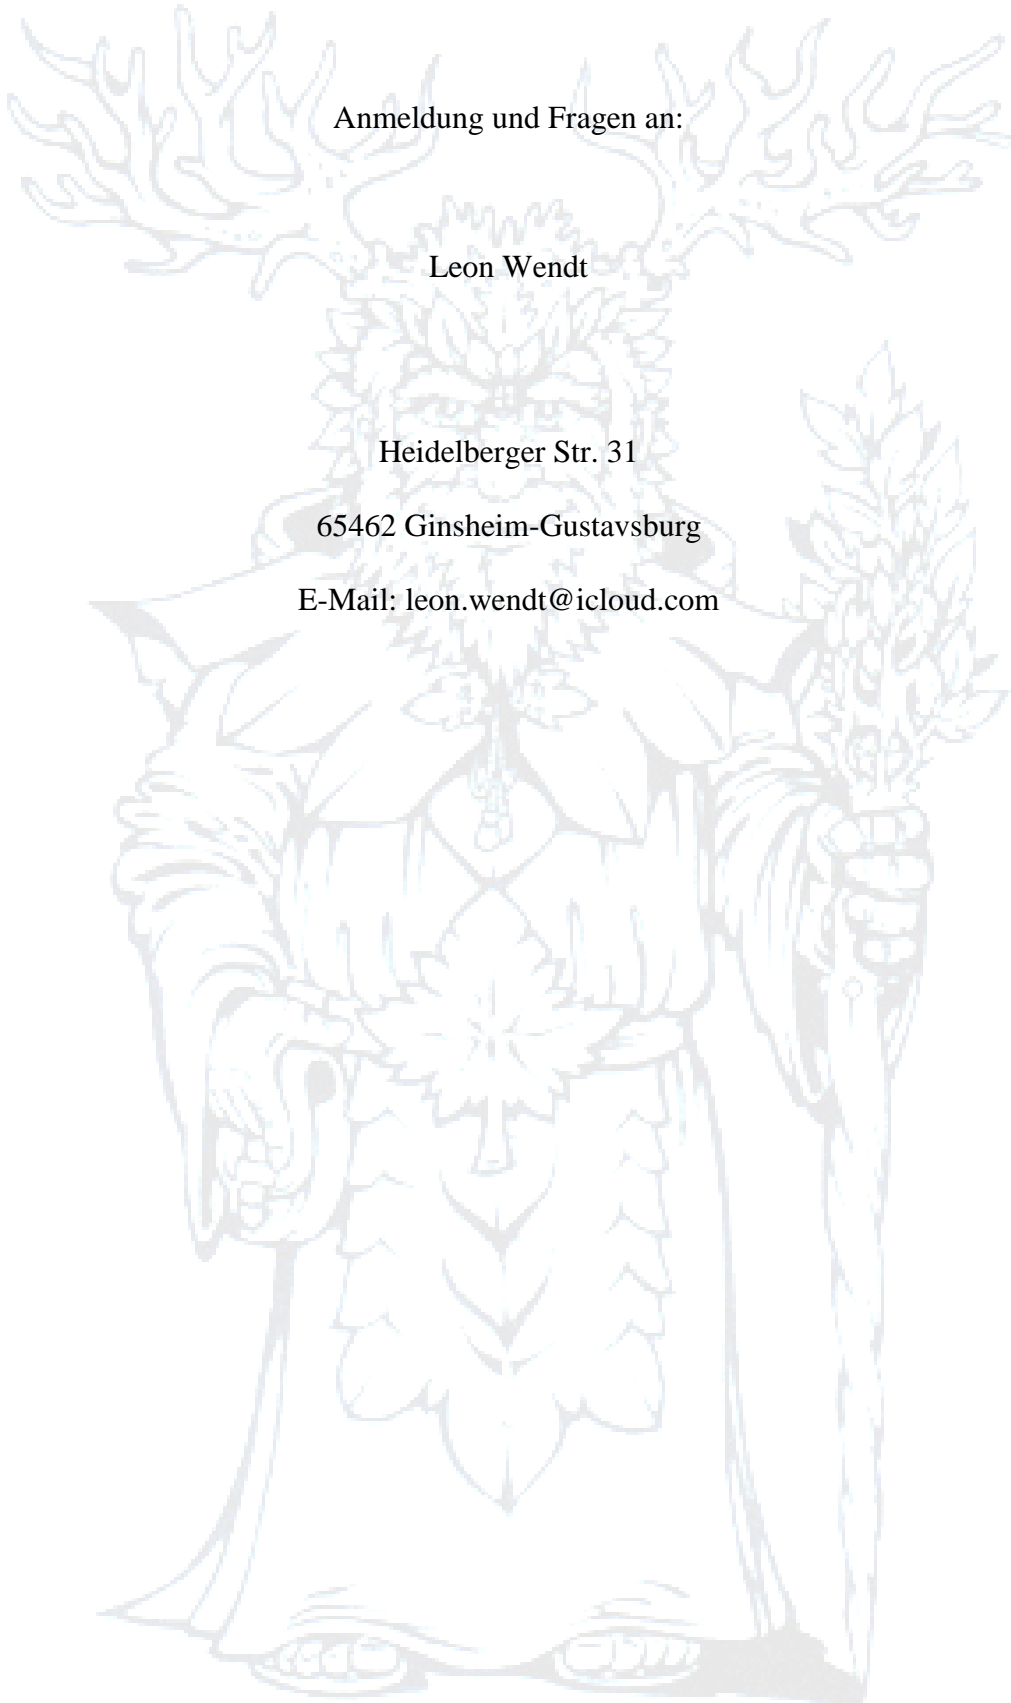 Anmeldung und Fragen an:
Leon Wendt
Heidelberger Str. 31
65462 Ginsheim-Gustavsburg
E-Mail: leon.wendt@icloud.com